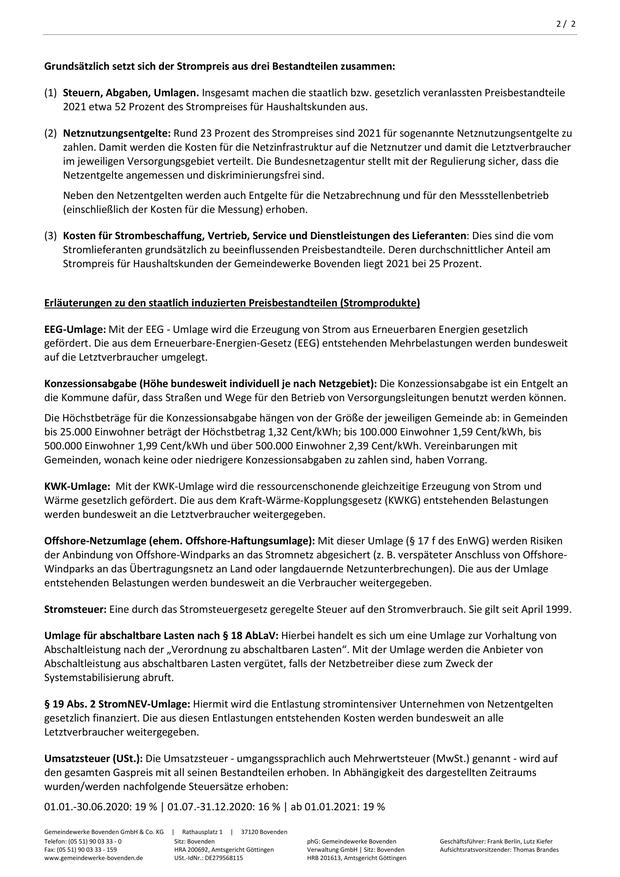 2 / 2
Grundsätzlich setzt sich der Strompreis aus drei Bestandteilen zusammen:
(1) Steuern, Abgaben, Umlagen. Insgesamt machen die staatlich bzw. gesetzlich veranlassten Preisbestandteile
2021 etwa 52 Prozent des Strompreises für Haushaltskunden aus.
(2) Netznutzungsentgelte: Rund 23 Prozent des Strompreises sind 2021 für sogenannte Netznutzungsentgelte zu
zahlen. Damit werden die Kosten für die Netzinfrastruktur auf die Netznutzer und damit die Letztverbraucher
im jeweiligen Versorgungsgebiet verteilt. Die Bundesnetzagentur stellt mit der Regulierung sicher, dass die
Netzentgelte angemessen und diskriminierungsfrei sind.
Neben den Netzentgelten werden auch Entgelte für die Netzabrechnung und für den Messstellenbetrieb
(einschließlich der Kosten für die Messung) erhoben.
(3) Kosten für Strombeschaffung, Vertrieb, Service und Dienstleistungen des Lieferanten: Dies sind die vom
Stromlieferanten grundsätzlich zu beeinflussenden Preisbestandteile. Deren durchschnittlicher Anteil am
Strompreis für Haushaltskunden der Gemeindewerke Bovenden liegt 2021 bei 25 Prozent.
Erläuterungen zu den staatlich induzierten Preisbestandteilen (Stromprodukte)
EEG-Umlage: Mit der EEG - Umlage wird die Erzeugung von Strom aus Erneuerbaren Energien gesetzlich
gefördert. Die aus dem Erneuerbare-Energien-Gesetz (EEG) entstehenden Mehrbelastungen werden bundesweit
auf die Letztverbraucher umgelegt.
Konzessionsabgabe (Höhe bundesweit individuell je nach Netzgebiet): Die Konzessionsabgabe ist ein Entgelt an
die Kommune dafür, dass Straßen und Wege für den Betrieb von Versorgungsleitungen benutzt werden können.
Die Höchstbeträge für die Konzessionsabgabe hängen von der Größe der jeweiligen Gemeinde ab: in Gemeinden
bis 25.000 Einwohner beträgt der Höchstbetrag 1,32 Cent/kWh; bis 100.000 Einwohner 1,59 Cent/kWh, bis
500.000 Einwohner 1,99 Cent/kWh und über 500.000 Einwohner 2,39 Cent/kWh. Vereinbarungen mit
Gemeinden, wonach keine oder niedrigere Konzessionsabgaben zu zahlen sind, haben Vorrang.
KWK-Umlage: Mit der KWK-Umlage wird die ressourcenschonende gleichzeitige Erzeugung von Strom und
Wärme gesetzlich gefördert. Die aus dem Kraft-Wärme-Kopplungsgesetz (KWKG) entstehenden Belastungen
werden bundesweit an die Letztverbraucher weitergegeben.
Offshore-Netzumlage (ehem. Offshore-Haftungsumlage): Mit dieser Umlage (§ 17 f des EnWG) werden Risiken
der Anbindung von Offshore-Windparks an das Stromnetz abgesichert (z. B. verspäteter Anschluss von Offshore-
Windparks an das Übertragungsnetz an Land oder langdauernde Netzunterbrechungen). Die aus der Umlage
entstehenden Belastungen werden bundesweit an die Verbraucher weitergegeben.
Stromsteuer: Eine durch das Stromsteuergesetz geregelte Steuer auf den Stromverbrauch. Sie gilt seit April 1999.
Umlage für abschaltbare Lasten nach § 18 AbLaV: Hierbei handelt es sich um eine Umlage zur Vorhaltung von
Abschaltleistung nach der „Verordnung zu abschaltbaren Lasten“. Mit der Umlage werden die Anbieter von
Abschaltleistung aus abschaltbaren Lasten vergütet, falls der Netzbetreiber diese zum Zweck der
Systemstabilisierung abruft.
§ 19 Abs. 2 StromNEV-Umlage: Hiermit wird die Entlastung stromintensiver Unternehmen von Netzentgelten
gesetzlich finanziert. Die aus diesen Entlastungen entstehenden Kosten werden bundesweit an alle
Letztverbraucher weitergegeben.
Umsatzsteuer (USt.): Die Umsatzsteuer - umgangssprachlich auch Mehrwertsteuer (MwSt.) genannt - wird auf
den gesamten Gaspreis mit all seinen Bestandteilen erhoben. In Abhängigkeit des dargestellten Zeitraums
wurden/werden nachfolgende Steuersätze erhoben:
01.01.-30.06.2020: 19 % | 01.07.-31.12.2020: 16 % | ab 01.01.2021: 19 %
Gemeindewerke Bovenden GmbH & Co. KG | Rathausplatz 1 | 37120 Bovenden
Telefon: (05 51) 90 03 33 - 0 Sitz: Bovenden phG: Gemeindewerke Bovenden Geschäftsführer: Frank Berlin, Lutz Kiefer
Fax: (05 51) 90 03 33 - 159 HRA 200692, Amtsgericht Göttingen Verwaltung GmbH | Sitz: Bovenden Aufsichtsratsvorsitzender: Thomas Brandes
www.gemeindewerke-bovenden.de USt.-IdNr.: DE279568115 HRB 201613, Amtsgericht Göttingen